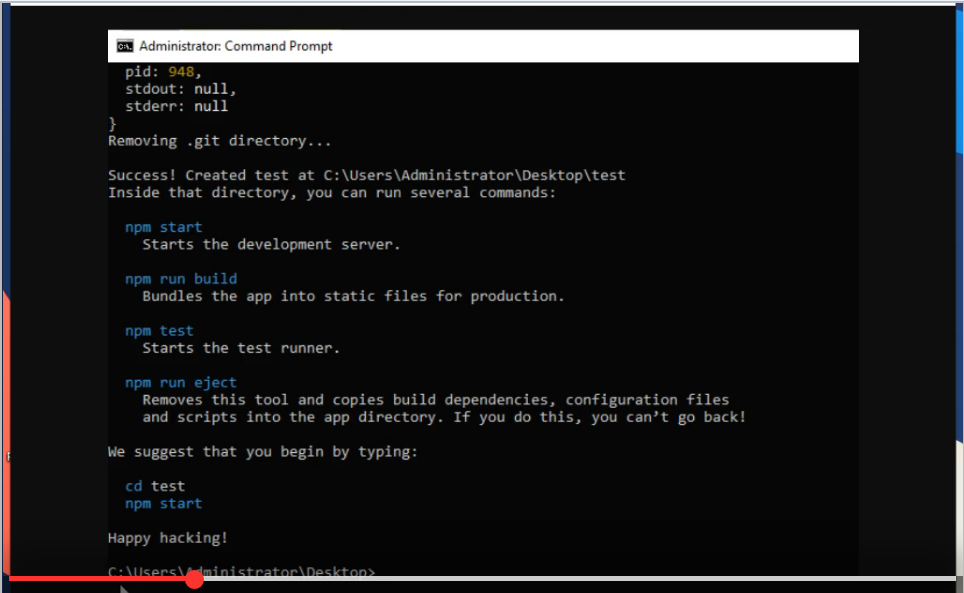 Administrator: Command Prompt
pid: 948,
stdout: null,
stderr: null
}
Removing .git directory...
Success! Created test at C:\Users\Administrator\Desktop\test
Inside that directory, you can run several commands:
npm start
Starts the development server.
npm run build
Bundles the app into static files for production.
npm test
Starts the test runner.
npm run eject
Removes this tool and copies build dependencies, configuration files
and scripts into the app directory. If you do this, you can’t go back!
We suggest that you begin by typing:
cd test
npm start
Happy hacking!
C:\Users\Administrator\Desktop>